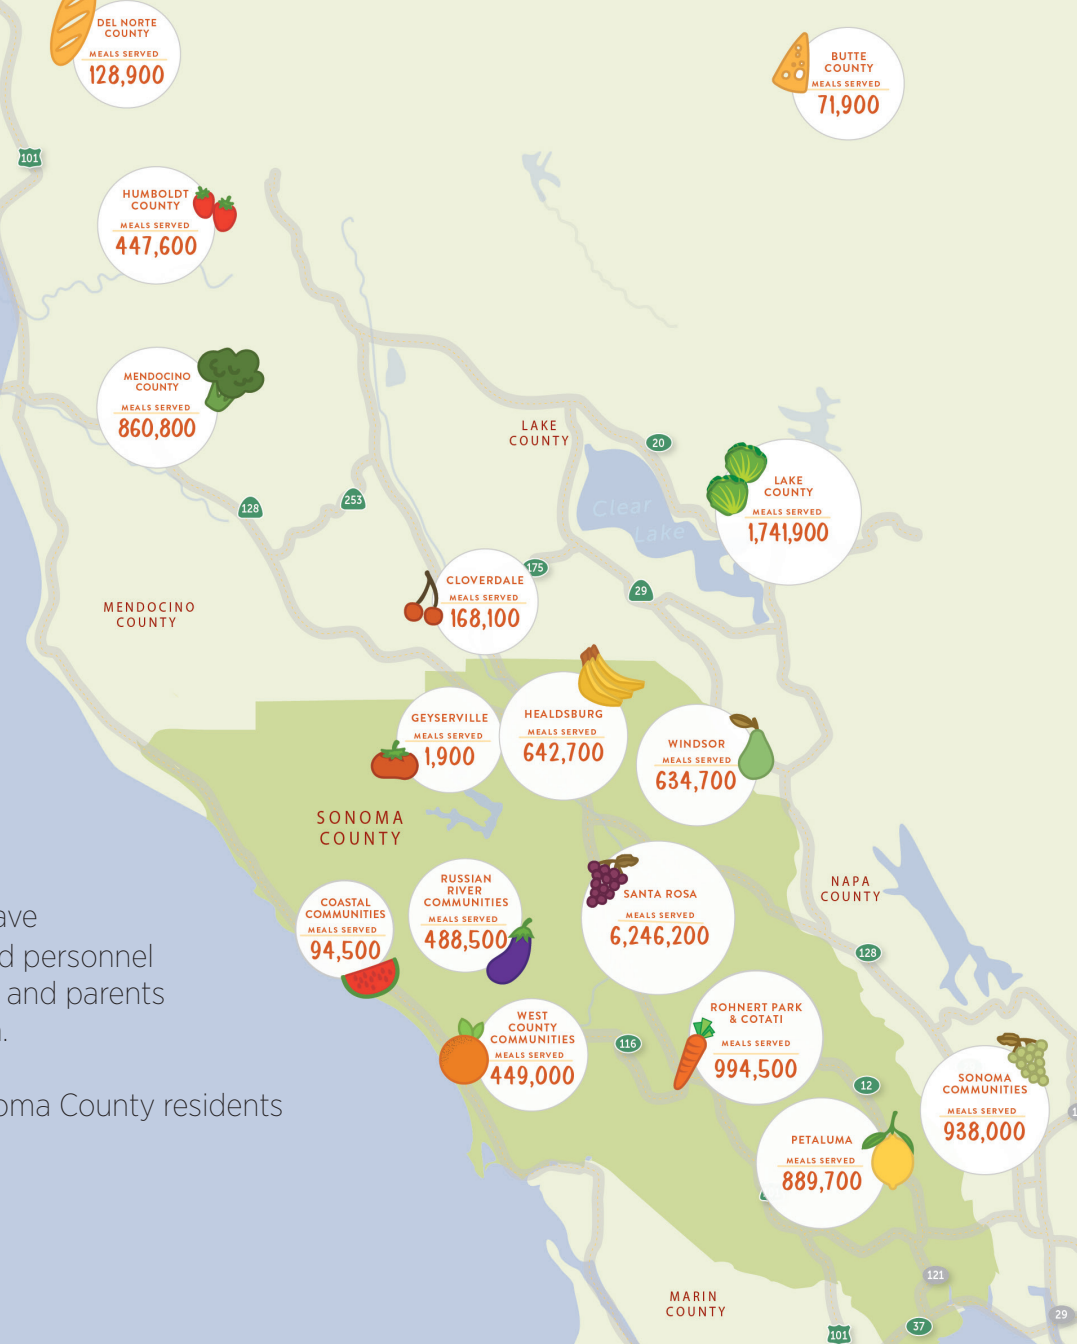 DEL NORTE
COUNTY
MEALS SERVED
128,900
BUTTE
COUNTY
MEALS SERVED
71,900
101
HUMBOLDT
COUNTY
MEALS SERVED
447,600
MENDOCINO
COUNTY
MEALS SERVED
860,800
LAKE
COUNTY
20
LAKE
COUNTY
MEALS SERVED
1,741,900
Clear
Lake
128
253
175
29
CLOVERDALE
MEALS SERVED
168,100
MENDOCINO
COUNTY
GEYSERVILLE
MEALS SERVED
1,900
HEALDSBURG
MEALS SERVED
642,700
WINDSOR
MEALS SERVED
634,700
SONOMA
COUNTY
NAPA
COUNTY
COASTAL
COMMUNITIES
MEALS SERVED
94,500
RUSSIAN
RIVER
COMMUNITIES
MEALS SERVED
488,500
SANTA ROSA
MEALS SERVED
6,246,200
128
ave
d personnel
and parents
.
oma County residents
WEST
COUNTY
COMMUNITIES
MEALS SERVED
449,000
116
ROHNERT PARK
& COTATI
MEALS SERVED
994,500
12
SONOMA
COMMUNITIES
MEALS SERVED
938,000
PETALUMA
MEALS SERVED
889,700
121
MARIN
COUNTY
29
37
101